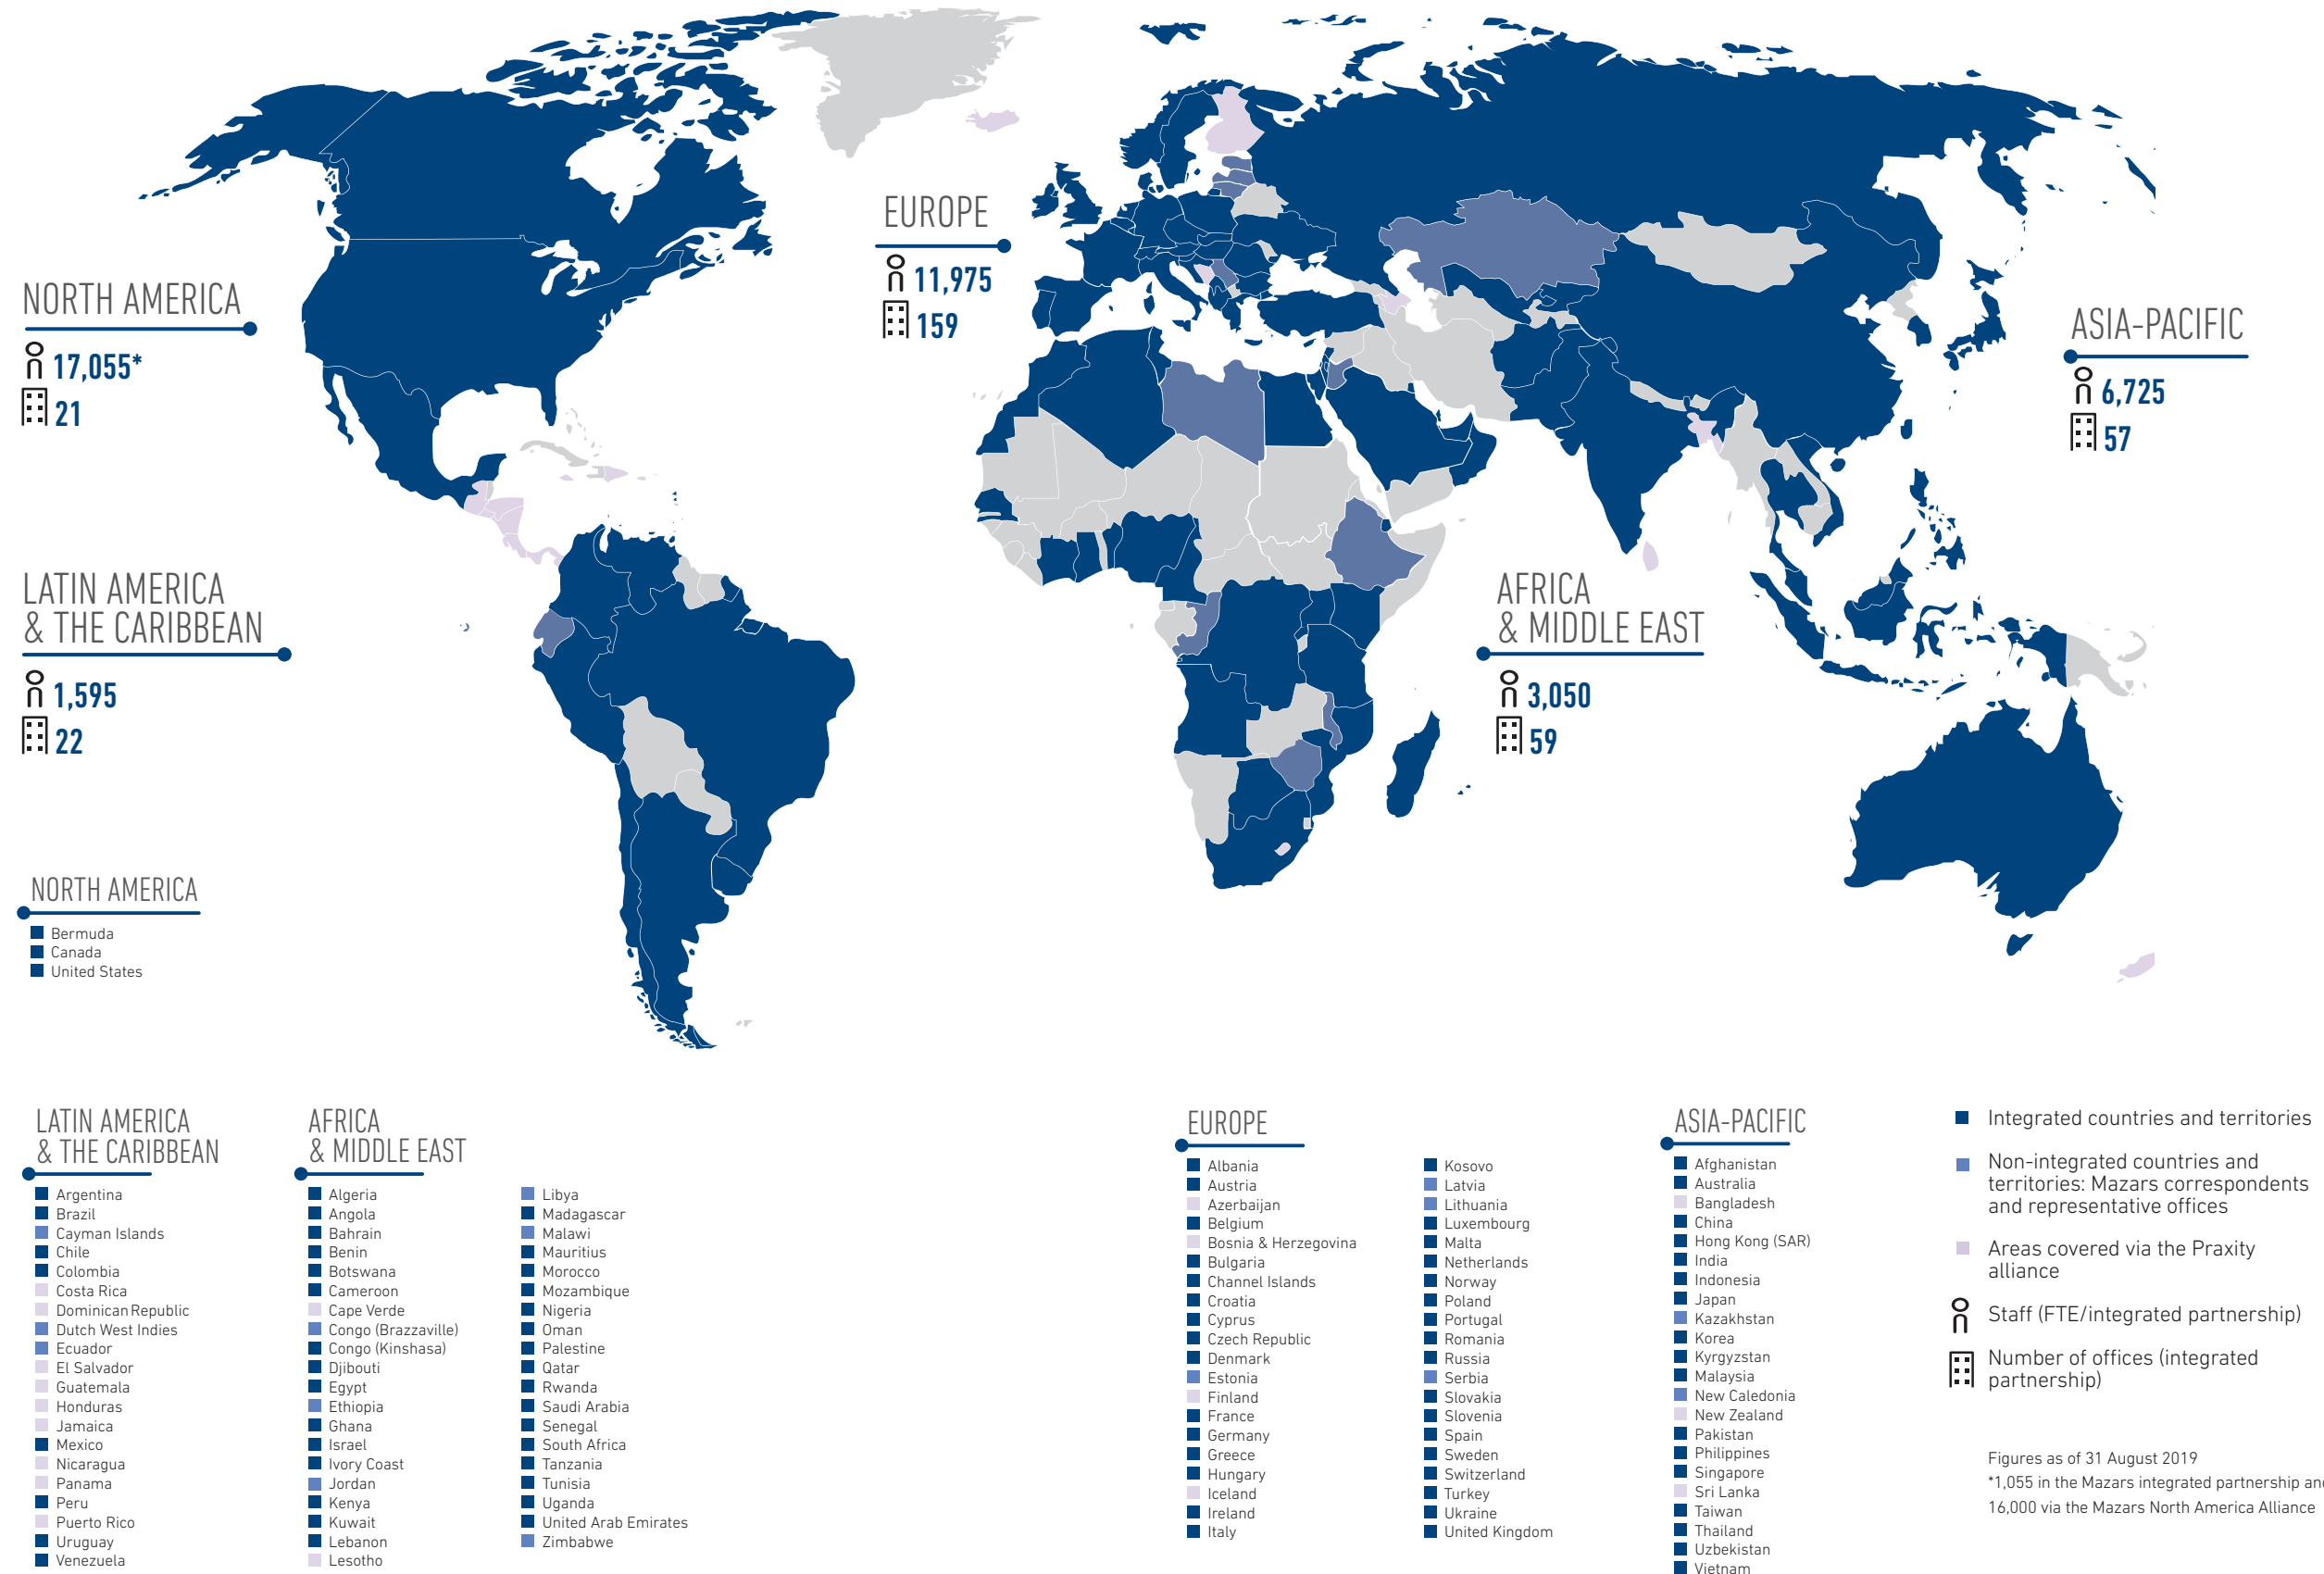 EUROPE
11,975
159
NORTH AMERICA
17,055*
21
ASIA-PACIFIC
6,725
57
LATIN AMERICA
& THE CARIBBEAN
1,595
22
AFRICA
& MIDDLE EAST
3,050
59
NORTH AMERICA
Bermuda
Canada
United States
LATIN AMERICA
& THE CARIBBEAN
Argentina
Brazil
Cayman Islands
Chile
Colombia
Costa Rica
Dominican Republic
Dutch West Indies
Ecuador
El Salvador
Guatemala
Honduras
Jamaica
Mexico
Nicaragua
Panama
Peru
Puerto Rico
Uruguay
Venezuela
AFRICA
& MIDDLE EAST
Algeria
Angola
Bahrain
Benin
Botswana
Cameroon
Cape Verde
Congo (Brazzaville)
Congo (Kinshasa)
Djibouti
Egypt
Ethiopia
Ghana
Israel
Ivory Coast
Jordan
Kenya
Kuwait
Lebanon
Lesotho
Libya
Madagascar
Malawi
Mauritius
Morocco
Mozambique
Nigeria
Oman
Palestine
Qatar
Rwanda
Saudi Arabia
Senegal
South Africa
Tanzania
Tunisia
Uganda
United Arab Emirates
Zimbabwe
EUROPE
Albania
Austria
Azerbaijan
Belgium
Bosnia & Herzegovina
Bulgaria
Channel Islands
Croatia
Cyprus
Czech Republic
Denmark
Estonia
Finland
France
Germany
Greece
Hungary
Iceland
Ireland
Italy
Kosovo
Latvia
Lithuania
Luxembourg
Malta
Netherlands
Norway
Poland
Portugal
Romania
Russia
Serbia
Slovakia
Slovenia
Spain
Sweden
Switzerland
Turkey
Ukraine
United Kingdom
ASIA-PACIFIC
Afghanistan
Australia
Bangladesh
China
Hong Kong (SAR)
India
Indonesia
Japan
Kazakhstan
Korea
Kyrgyzstan
Malaysia
New Caledonia
New Zealand
Pakistan
Philippines
Singapore
Sri Lanka
Taiwan
Thailand
Uzbekistan
Vietnam
Integrated countries and territories
Non-integrated countries and
territories: Mazars correspondents
and representative offices
Areas covered via the Praxity
alliance
Staff (FTE/integrated partnership)
Number of offices (integrated
partnership)
Figures as of 31 August 2019
*1,055 in the Mazars integrated partnership an
16,000 via the Mazars North America Alliance